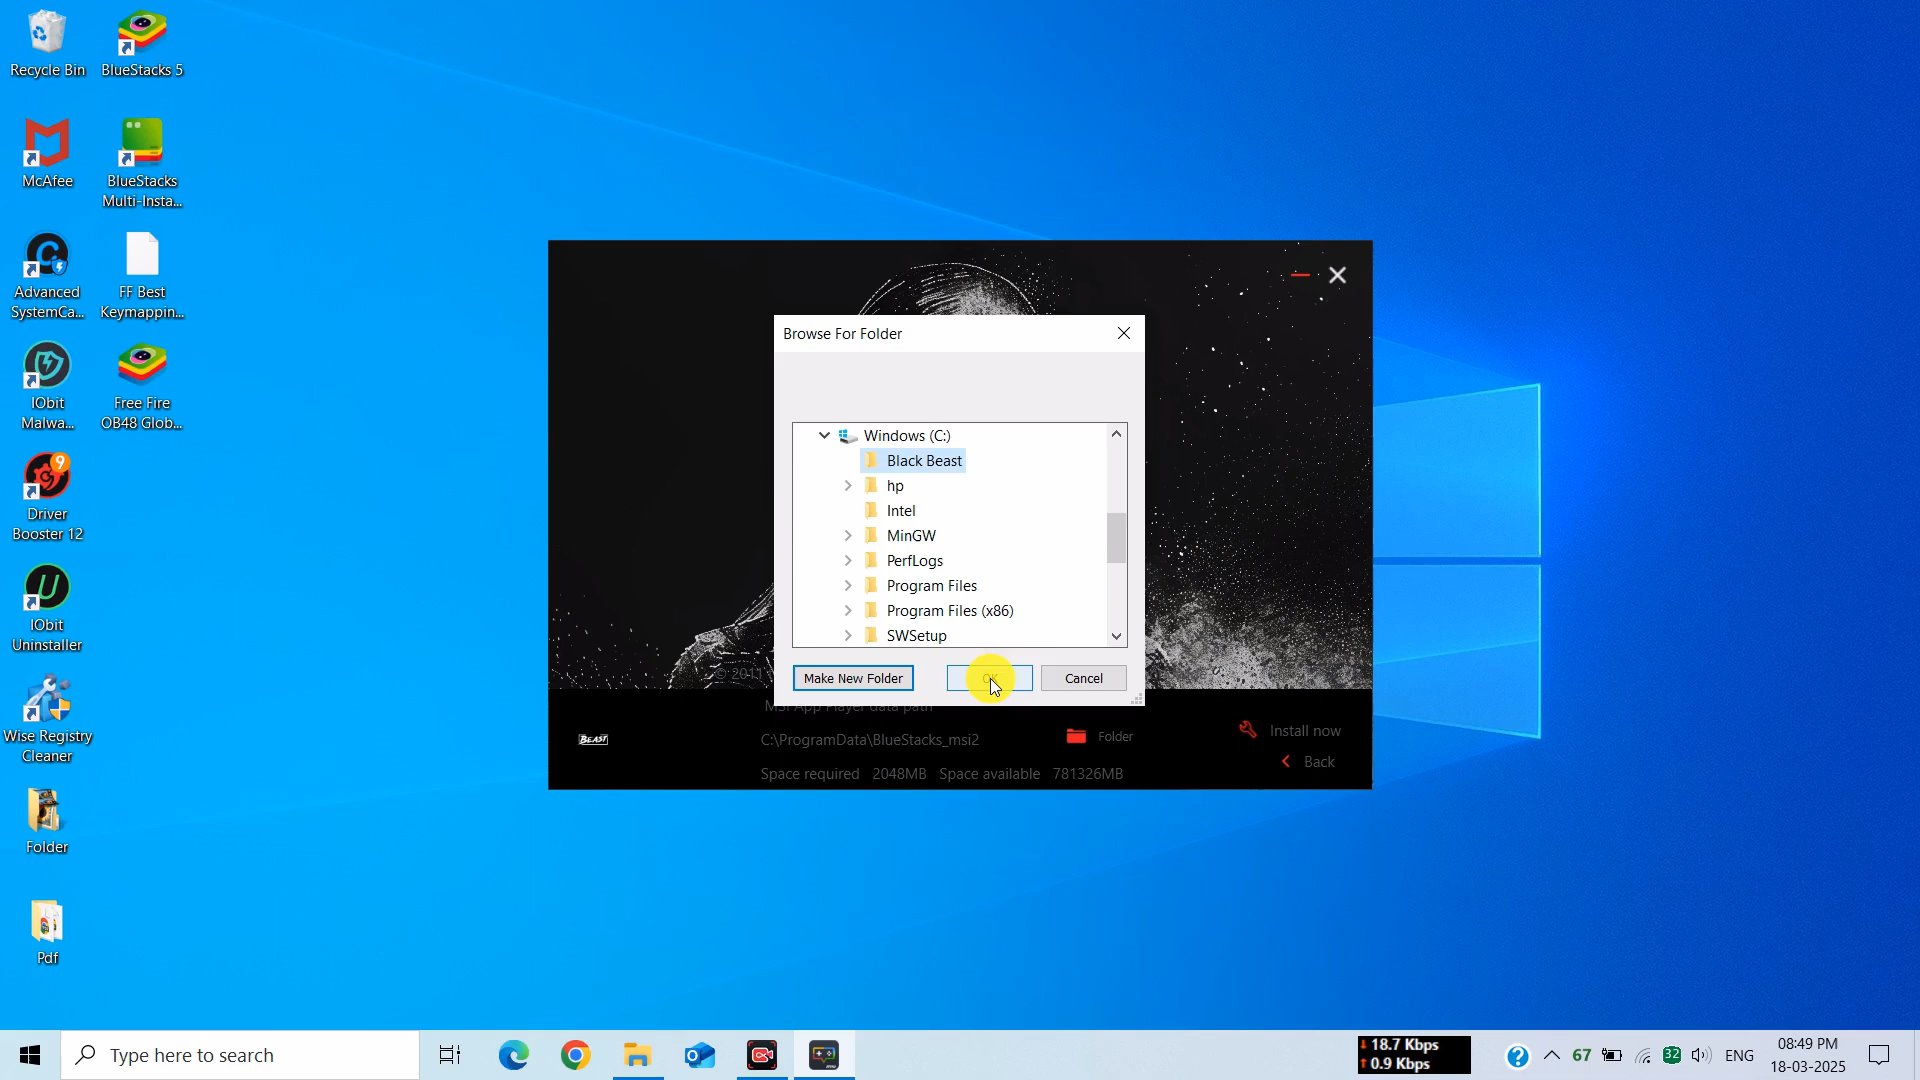 Recycle Bin
BlueStacks 5
McAfee
BlueStacks
Multi-Insta...
Advanced
SystemCa...
FF Best
Keymappin...
IObit
Malwa...
Free Fire
OB48 Glob...
9
Driver
Booster 12
IObit
Uninstaller
Wise Registry
Cleaner
Folder
Pdf
Browse For Folder
Windows (C:)
Black Beast
hp
Intel
MinGW
PerfLogs
Program Files
Program Files (x86)
SWSetup
Make New Folder
OK
Cancel
© 2011
MSI App Player data path
BEAST
C:\ProgramData\BlueStacks_msi2
Folder
Install now
Back
Space required 2048MB Space available 781326MB
Type here to search
18.7 Kbps
0.9 Kbps
67
32
ENG
08:49 PM
18-03-2025